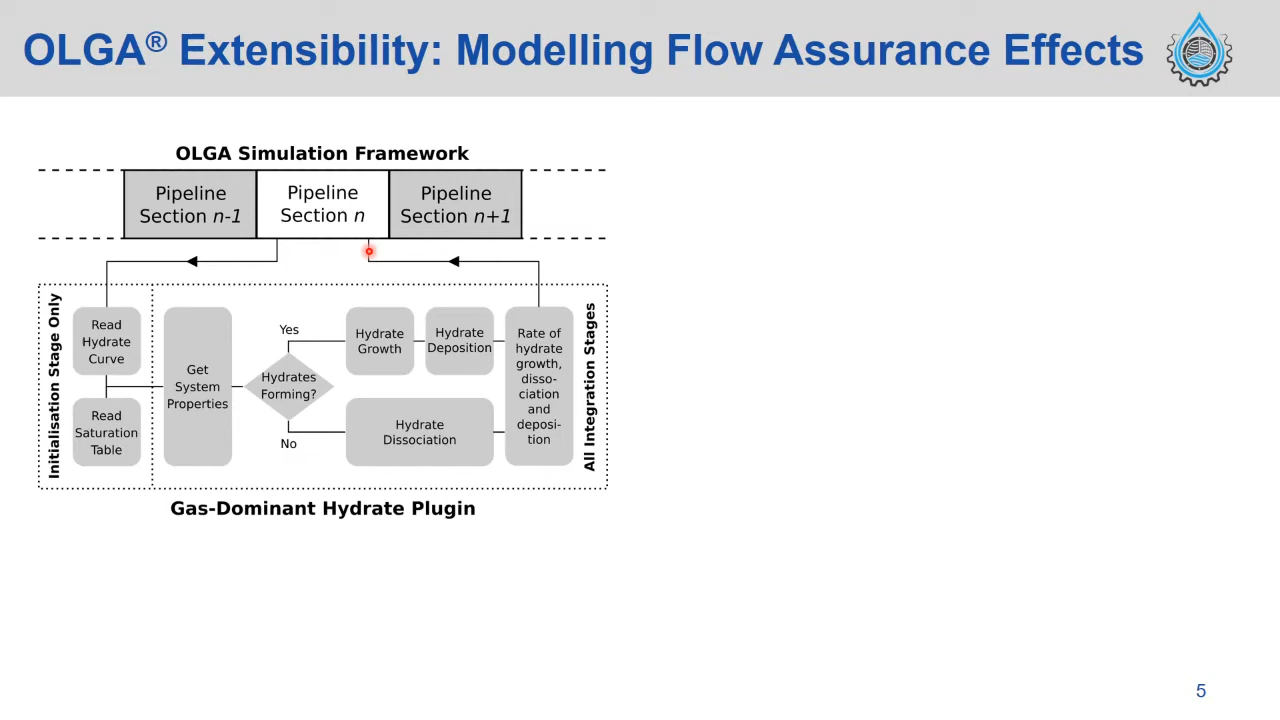 OLGA® Extensibility: Modelling Flow Assurance Effects
OLGA Simulation Framework
Pipeline
Section n-1
Pipeline
Section n
Pipeline
Section n+1
Initialisation Stage Only
Read
Hydrate
Curve
Read
Saturation
Table
Get
System
Properties
Hydrates
Forming?
Yes
No
Hydrate
Growth
Hydrate
Deposition
Hydrate
Dissociation
Rate of
hydrate
growth,
disso-
ciation
and
deposi-
tion
All Integration Stages
Gas-Dominant Hydrate Plugin
5